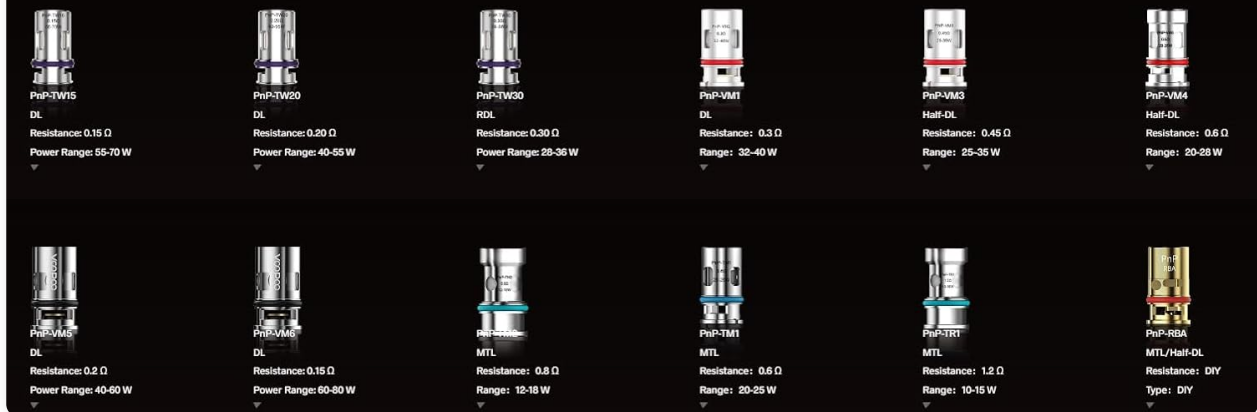 PnP-TW15
DL
Resistance: 0.15 Ω
Power Range: 55-70 W
PnP-TW20
DL
Resistance: 0.20 Ω
Power Range: 40-55 W
PnP-TW30
RDL
Resistance: 0.30 Ω
Power Range: 28-36 W
PnP-VM1
DL
Resistance: 0.3 Ω
Range: 32-40 W
PnP-VM3
Half-DL
Resistance: 0.45 Ω
Range: 25-35 W
PnP-VM4
Half-DL
Resistance: 0.6 Ω
Range: 20-28 W
VOOPOO
PnP-VM5
DL
Resistance: 0.2 Ω
Power Range: 40-60 W
VOOPOO
PnP-VM6
DL
Resistance: 0.15 Ω
Power Range: 60-80 W
MTL
Resistance: 0.8 Ω
Range: 12-18 W
PnP-TM1
MTL
Resistance: 0.6 Ω
Range: 20-25 W
PnP-TR1
MTL
Resistance: 1.2 Ω
Range: 10-15 W
PnP
RBA
PnP-RBA
MTL/Half-DL
Resistance: DIY
Type: DIY